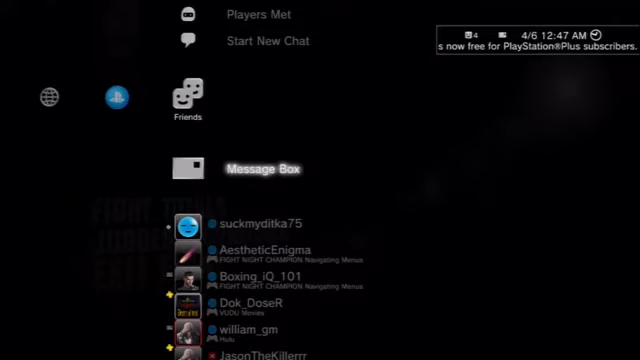 Players Met
4 4/6 12:47 AM
Start New Chat
s now free for PlayStation®Plus subscribers.
Friends
Message Box
suckmyditka75
AestheticEnigma
FIGHT NIGHT CHAMPION Navigating Menus
Boxing_iQ_101
FIGHT NIGHT CHAMPION Navigating Menus
Dok_DoseR
VUDU Movies
william_gm
Hulu
JasonTheKillerrr